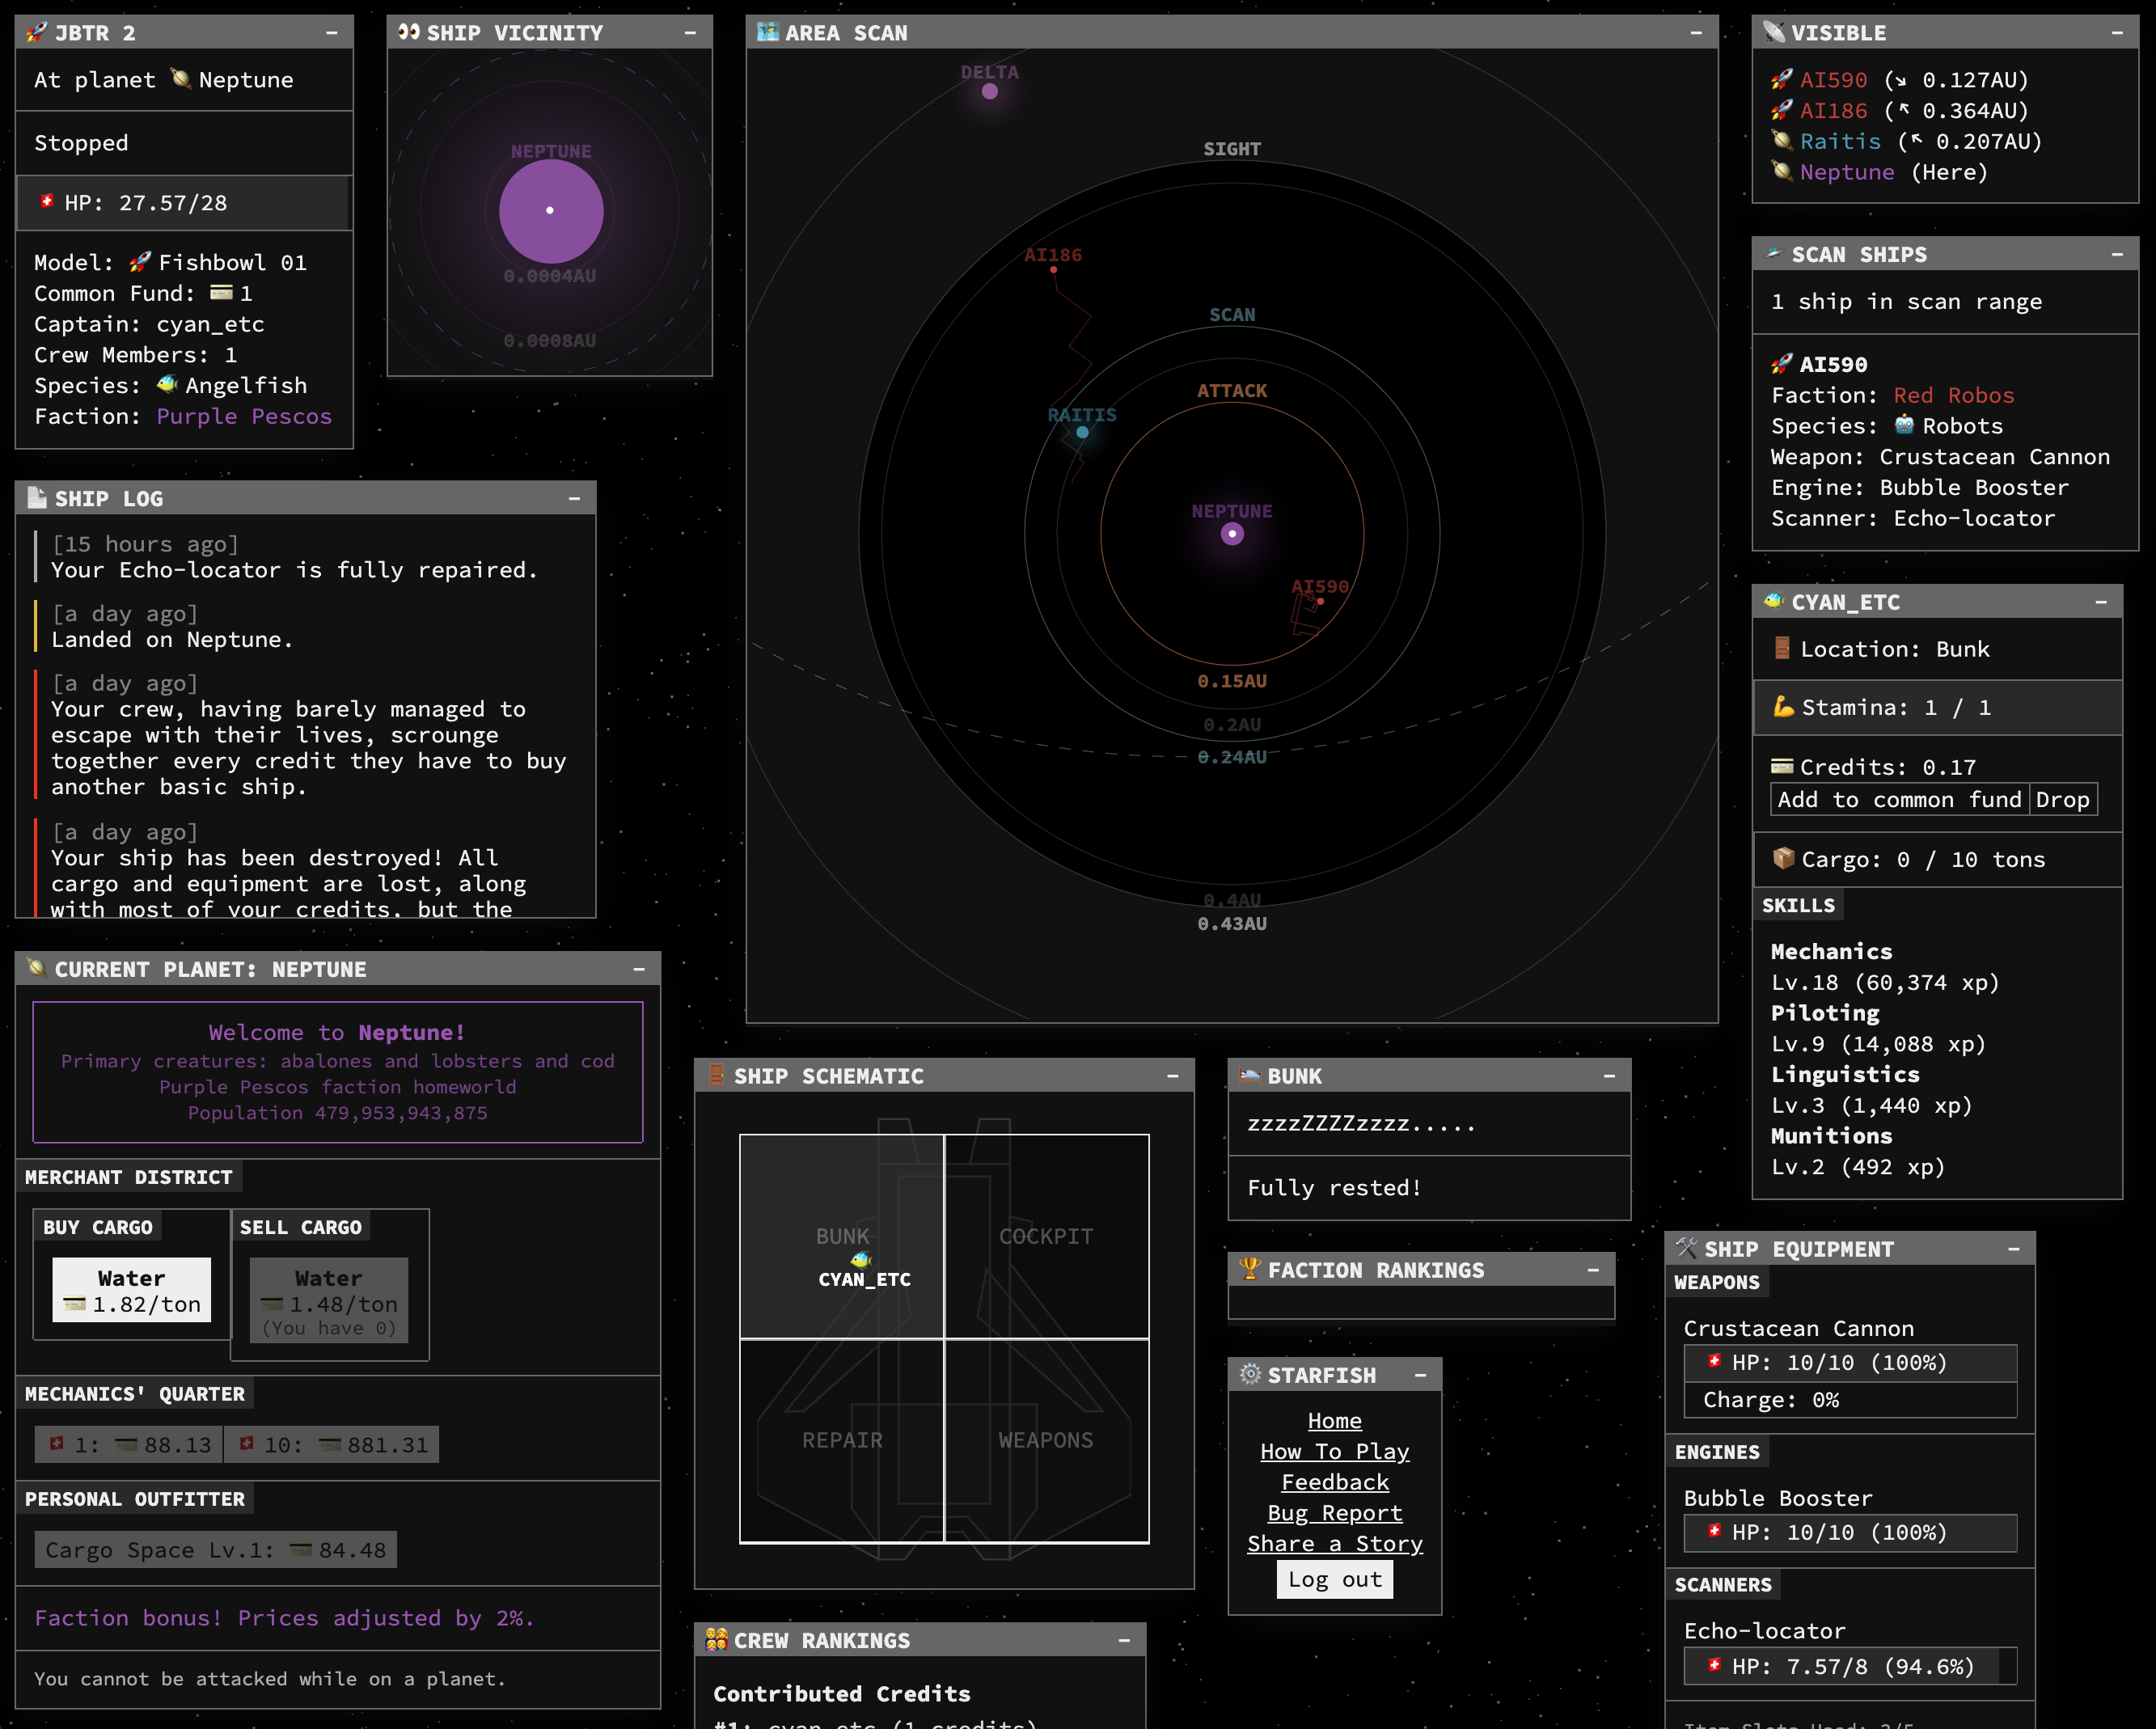 JBTR 2
At planet Neptune
Stopped
HP: 27.57/28
Model: Fishbowl 01
Common Fund: 1
Captain: cyan_etc
Crew Members: 1
Species: Angelfish
Faction: Purple Pescos
SHIP VICINITY
NEPTUNE
0.0004AU
0.0008AU
AREA SCAN
DELTA
SIGHT
AI186
SCAN
ATTACK
RAITIS
NEPTUNE
AI590
0.15AU
0.2AU
0.24AU
0.4AU
0.43AU
VISIBLE
AI590 (↘ 0.127AU)
AI186 (↖ 0.364AU)
Raitis (↖ 0.207AU)
Neptune (Here)
SCAN SHIPS
1 ship in scan range
AI590
Faction: Red Robos
Species: Robots
Weapon: Crustacean Cannon
Engine: Bubble Booster
Scanner: Echo-locator
SHIP LOG
[15 hours ago]
Your Echo-locator is fully repaired.
[a day ago]
Landed on Neptune.
[a day ago]
Your crew, having barely managed to
escape with their lives, scrounge
together every credit they have to buy
another basic ship.
[a day ago]
Your ship has been destroyed! All
cargo and equipment are lost, along
with most of your credits, but the
CYAN_ETC
Location: Bunk
Stamina: 1 / 1
Credits: 0.17
Add to common fund Drop
Cargo: 0 / 10 tons
SKILLS
Mechanics
Lv.18 (60,374 xp)
Piloting
Lv.9 (14,088 xp)
Linguistics
Lv.3 (1,440 xp)
Munitions
Lv.2 (492 xp)
CURRENT PLANET: NEPTUNE
Welcome to Neptune!
Primary creatures: abalones and lobsters and cod
Purple Pescos faction homeworld
Population 479,953,943,875
MERCHANT DISTRICT
BUY CARGO
Water
1.82/ton
SELL CARGO
Water
1.48/ton
(You have 0)
MECHANICS' QUARTER
1: 88.13
10: 881.31
PERSONAL OUTFITTER
Cargo Space Lv.1: 84.48
Faction bonus! Prices adjusted by 2%.
You cannot be attacked while on a planet.
SHIP SCHEMATIC
BUNK
CYAN_ETC
COCKPIT
REPAIR
WEAPONS
BUNK
zzzzZZZZzzzz.....
Fully rested!
FACTION RANKINGS
STARFISH
Home
How To Play
Feedback
Bug Report
Share a Story
Log out
CREW RANKINGS
Contributed Credits
#1: cyan_etc (1 credits)
SHIP EQUIPMENT
WEAPONS
Crustacean Cannon
HP: 10/10 (100%)
Charge: 0%
ENGINES
Bubble Booster
HP: 10/10 (100%)
SCANNERS
Echo-locator
HP: 7.57/8 (94.6%)
Item Slots Used: 3/5